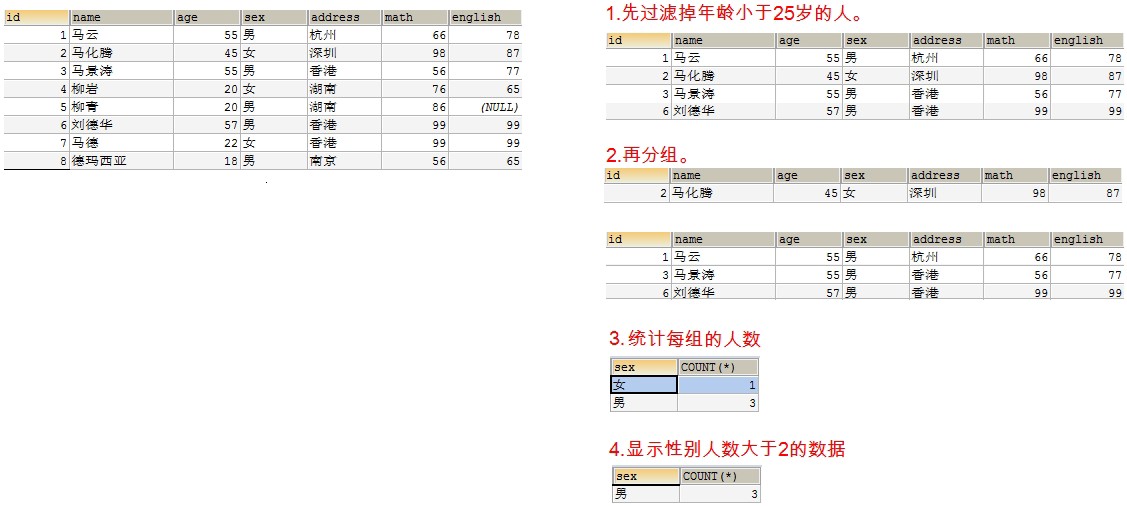 id name age sex address math english
1 马云 55 男 杭州 66 78
2 马化腾 45 女 深圳 98 87
3 马景涛 55 男 香港 56 77
4 柳岩 20 女 湖南 76 65
5 柳青 20 男 湖南 86 (NULL)
6 刘德华 57 男 香港 99 99
7 马德 22 女 香港 99 99
8 德玛西亚 18 男 南京 56 65
1.先过滤掉年龄小于25岁的人。
id name age sex address math english
1 马云 55 男 杭州 66 78
2 马化腾 45 女 深圳 98 87
3 马景涛 55 男 香港 56 77
6 刘德华 57 男 香港 99 99
2.再分组。
id name age sex address math english
2 马化腾 45 女 深圳 98 87
id name age sex address math english
1 马云 55 男 杭州 66 78
3 马景涛 55 男 香港 56 77
6 刘德华 57 男 香港 99 99
3.统计每组的人数
sex COUNT(*)
女 1
男 3
4.显示性别人数大于2的数据
sex COUNT(*)
男 3